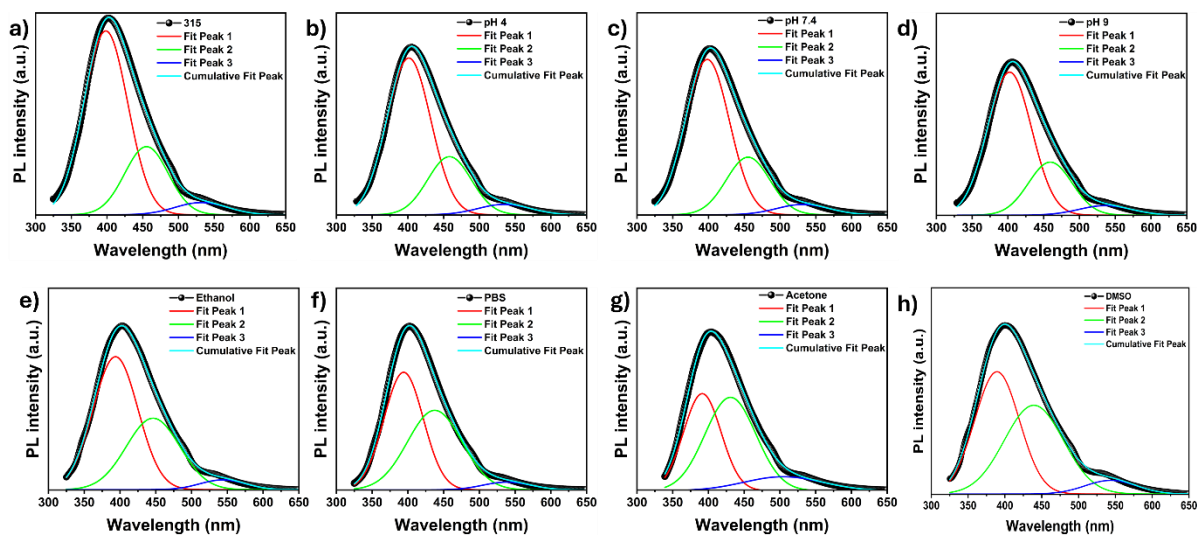 a)
315
Fit Peak 1
Fit Peak 2
Fit Peak 3
Cumulative Fit Peak
PL intensity (a.u.)
350 400 450 500 550 600 650
Wavelength (nm)
b)
pH 4
Fit Peak 1
Fit Peak 2
Fit Peak 3
Cumulative Fit Peak
PL intensity (a.u.)
300 350 400 450 500 550 600 650
Wavelength (nm)
c)
pH 7.4
Fit Peak 1
Fit Peak 2
Fit Peak 3
Cumulative Fit Peak
PL intensity (a.u.)
300 350 400 450 500 550 600 650
Wavelength (nm)
d)
pH 9
Fit Peak 1
Fit Peak 2
Fit Peak 3
Cumulative Fit Peak
PL intensity (a.u.)
300 350 400 450 500 550 600 650
Wavelength (nm)
e)
Ethanol
Fit Peak 1
Fit Peak 2
Fit Peak 3
Cumulative Fit Peak
PL intensity (a.u.)
300 350 400 450 500 550 600 650
Wavelength (nm)
f)
PBS
Fit Peak 1
Fit Peak 2
Fit Peak 3
Cumulative Fit Peak
PL intensity (a.u.)
300 350 400 450 500 550 600 650
Wavelength (nm)
g)
Acetone
Fit Peak 1
Fit Peak 2
Fit Peak 3
Cumulative Fit Peak
PL intensity (a.u.)
300 350 400 450 500 550 600 650
Wavelength (nm)
h)
DMSO
Fit Peak 1
Fit Peak 2
Fit Peak 3
Cumulative Fit Peak
PL intensity (a.u.)
300 350 400 450 500 550 600 650
Wavelength (nm)